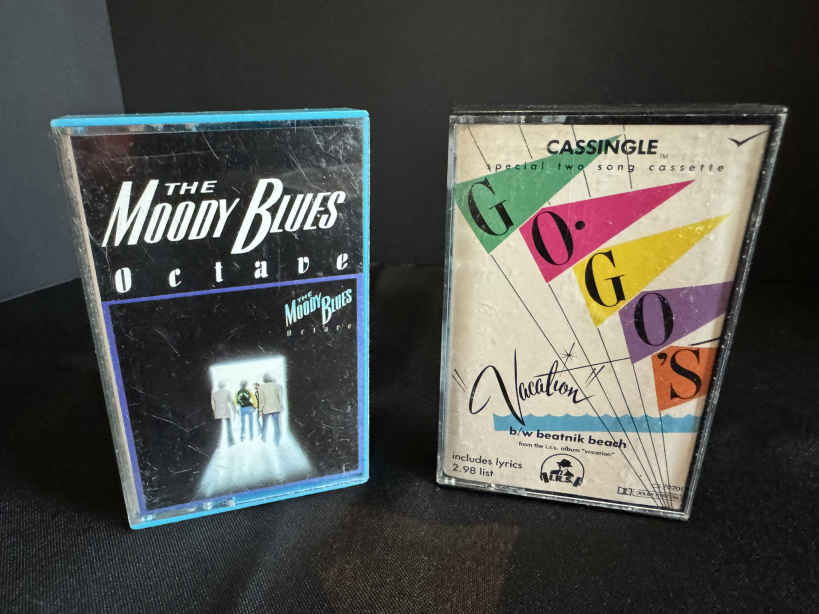 THE
MOODY BLUES
Octave
THE
MOODY BLUES
octave
CASSINGLE TM
special two song cassette
GO·GO'S
"Vacation"
b/w beatnik beach
from the i.r.s. album "vacation"
includes lyrics
2.98 list
I.R.S.